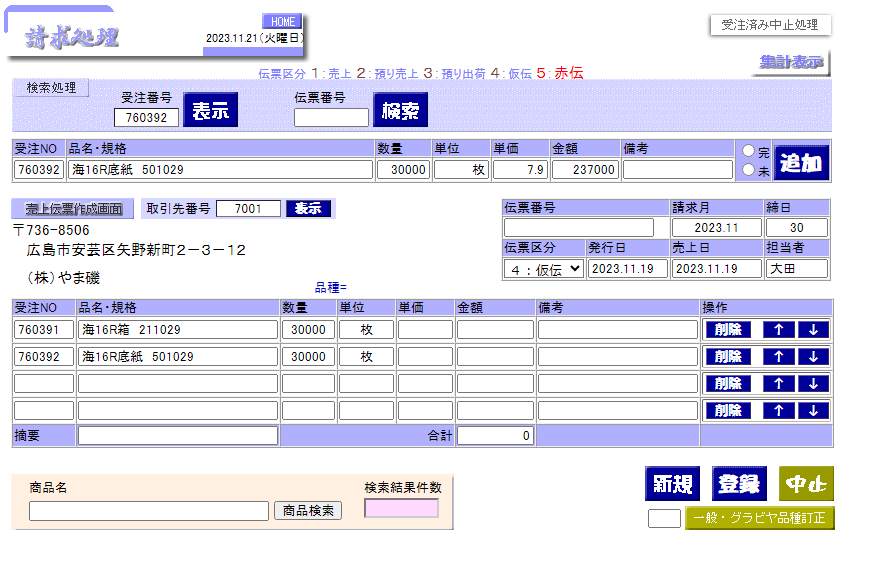 HOME
請求処理
2023.11.21(火曜日)
受注済み中止処理
伝票区分 1:売上 2:預り売上 3:預り出荷 4:仮伝 5:赤伝
集計表示
検索処理
受注番号 伝票番号
760392 表示 検索
受注NO 品名・規格 数量 単位 単価 金額 備考
760392 海16R底紙 501029 30000 枚 7.9 237000
完
未
追加
売上伝票作成画面 取引先番号 7001 表示
〒736-8506
広島市安芸区矢野新町2-3-12
(株)やま磯
品種=
伝票番号 請求月 締日
2023.11 30
伝票区分 発行日 売上日 担当者
4:仮伝 2023.11.19 2023.11.19 大田
受注NO 品名・規格 数量 単位 単価 金額 備考 操作
760391 海16R箱 211029 30000 枚 削除 ↑ ↓
760392 海16R底紙 501029 30000 枚 削除 ↑ ↓
削除 ↑ ↓
削除 ↑ ↓
摘要 合計 0
商品名 検索結果件数
商品検索
新規 登録 中止
一般・グラビヤ品種訂正